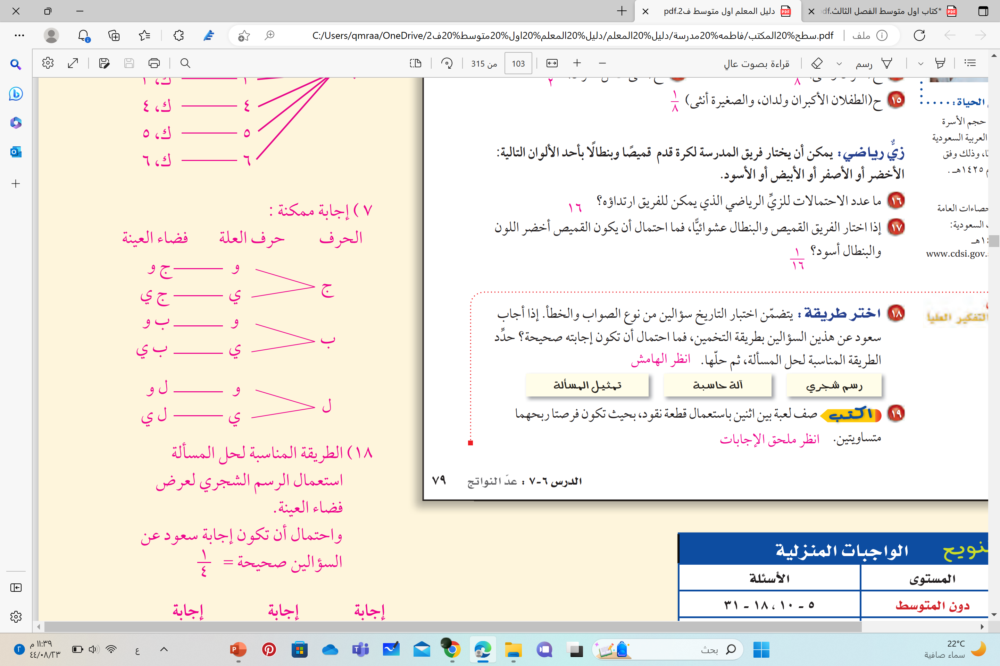 *كتاب اول متوسط الفصل الثالث.pdf
دليل المعلم اول متوسط ف2.pdf
C:/Users/qmraa/OneDrive/سطح%20المكتب/فاطمه%20مدرسة/دليل%20المعلم/دليل%20المعلم%20اول%20متوسط%20ف2.pdf
ملف
رسم
قراءة بصوت عالٍ
103
من 315
٨
٢
١٥ ح(الطفلان الأكبران ولدان، والصغيرة أنثى) ١/٨
زيٌّ رياضي: يمكن أن يختار فريق المدرسة لكرة قدم قميصًا وبنطالًا بأحد الألوان التالية:
الأخضر أو الأصفر أو الأبيض أو الأسود.
١٦ ما عدد الاحتمالات للزيِّ الرياضي الذي يمكن للفريق ارتداؤه؟ ١٦
١٧ إذا اختار الفريق القميص والبنطال عشوائيًّا، فما احتمال أن يكون القميص أخضر اللون
والبنطال أسود؟ ١/١٦
١٨ اختر طريقة: يتضمّن اختبار التاريخ سؤالين من نوع الصواب والخطأ. إذا أجاب
سعود عن هذين السؤالين بطريقة التخمين، فما احتمال أن تكون إجابته صحيحة؟ حدِّد
الطريقة المناسبة لحل المسألة، ثم حلّها. انظر الهامش
رسم شجري
آلة حاسبة
تمثيل المسألة
١٩ اكتب صف لعبة بين اثنين باستعمال قطعة نقود، بحيث تكون فرصتا ربحهما
متساويتين. انظر ملحق الإجابات
الدرس ٦-٧ : عدّ النواتج ٧٩
الحياة:
حجم الأسرة
العربية السعودية
وذلك وفق
١٤٢٥هـ .
العامة
السعودية:
www.cdsi.gov.
التفكير العليا
٤ ك، ٤
٥ ك، ٥
٦ ك، ٦
٧) إجابة ممكنة :
الحرف حرف العلة فضاء العينة
ج
و ج و
ي ج ي
ب
و ب و
ي ب ي
ل
و ل و
ي ل ي
١٨) الطريقة المناسبة لحل المسألة
استعمال الرسم الشجري لعرض
فضاء العينة.
واحتمال أن تكون إجابة سعود عن
السؤالين صحيحة = ١/٤
إجابة إجابة إجابة
الواجبات المنزلية
المستوى الأسئلة
دون المتوسط ٥ - ١٠ ، ١٨ - ٣١
22°C
سماء صافية
بحث
ع
١١:٣٩ م
٤٤/٠٨/٢٣
٢